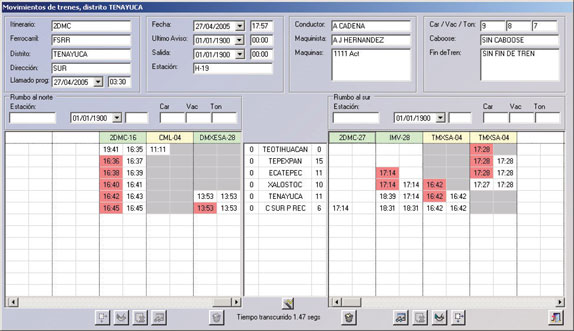 Movimientos de trenes, distrito TENAYUCA
Itinerario: 2DMC
Ferrocarril: FSRR
Distrito: TENAYUCA
Dirección: SUR
Llamado prog: 27/04/2005 03:30
Fecha: 27/04/2005 17:57
Ultimo Aviso: 01/01/1900 00:00
Salida: 01/01/1900 00:00
Estación: H-19
Conductor: A CADENA
Maquinista: A J HERNANDEZ
Maquinas: 1111 Act
Car / Vac / Ton: 9 8 7
Caboose: SIN CABOOSE
Fin deTren: SIN FIN DE TREN
Rumbo al norte
Estación: Car Vac Ton
01/01/1900
Rumbo al sur
Estación: Car Vac Ton
01/01/1900
2DMC-16 CML-04 DMXESA-28 2DMC-27 IMV-28 TMXSA-04 TMXSA-04
19:41 16:35 11:11 0 TEOTIHUACAN 0 17:28
16:36 16:37 0 TEPEXPAN 15 17:28 17:28
16:38 16:39 0 ECATEPEC 11 17:14 17:28 17:28
16:40 16:41 0 XALOSTOC 10 17:14 17:14 16:42 17:27 17:28
16:42 16:43 13:53 13:53 0 TENAYUCA 11 18:39 17:14 16:42 16:42
16:45 16:45 13:53 13:53 0 C SUR P REC 6 17:14 18:31 18:31 16:42 16:42
Tiempo transcurrido 1.47 segs